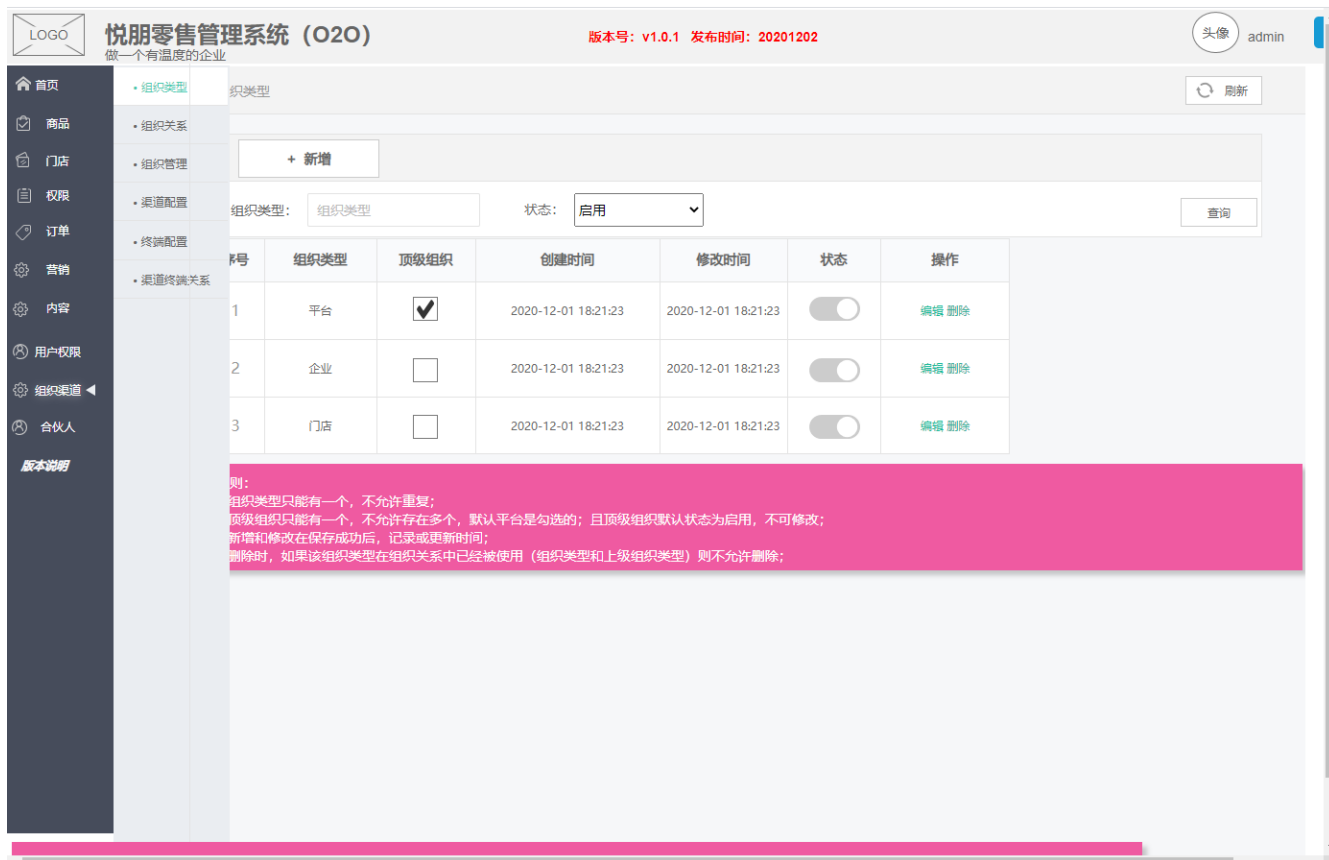 LOGO
悦朋零售管理系统（O2O）
做一个有温度的企业
版本号：v1.0.1 发布时间：20201202
头像
admin
首页
商品
门店
权限
订单
营销
内容
用户权限
组织渠道
合伙人
版本说明
• 组织类型
• 组织关系
• 组织管理
• 渠道配置
• 终端配置
• 渠道终端关系
织类型
刷新
+ 新增
组织类型： 组织类型 状态： 启用 查询
序号 组织类型 顶级组织 创建时间 修改时间 状态 操作
1 平台 2020-12-01 18:21:23 2020-12-01 18:21:23 编辑 删除
2 企业 2020-12-01 18:21:23 2020-12-01 18:21:23 编辑 删除
3 门店 2020-12-01 18:21:23 2020-12-01 18:21:23 编辑 删除
则：
组织类型只能有一个，不允许重复；
顶级组织只能有一个，不允许存在多个，默认平台是勾选的；且顶级组织默认状态为启用，不可修改；
新增和修改在保存成功后，记录或更新时间；
删除时，如果该组织类型在组织关系中已经被使用（组织类型和上级组织类型）则不允许删除；